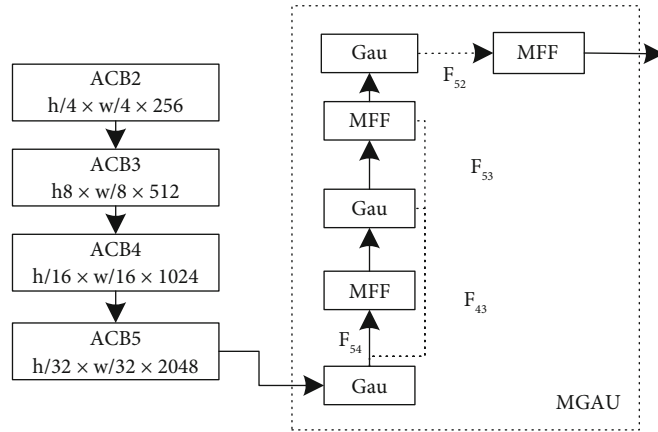 ACB2
h/4 × w/4 × 256
ACB3
h8 × w/8 × 512
ACB4
h/16 × w/16 × 1024
ACB5
h/32 × w/32 × 2048
Gau
F52
MFF
MFF
F53
Gau
MFF
F43
F54
Gau
MGAU